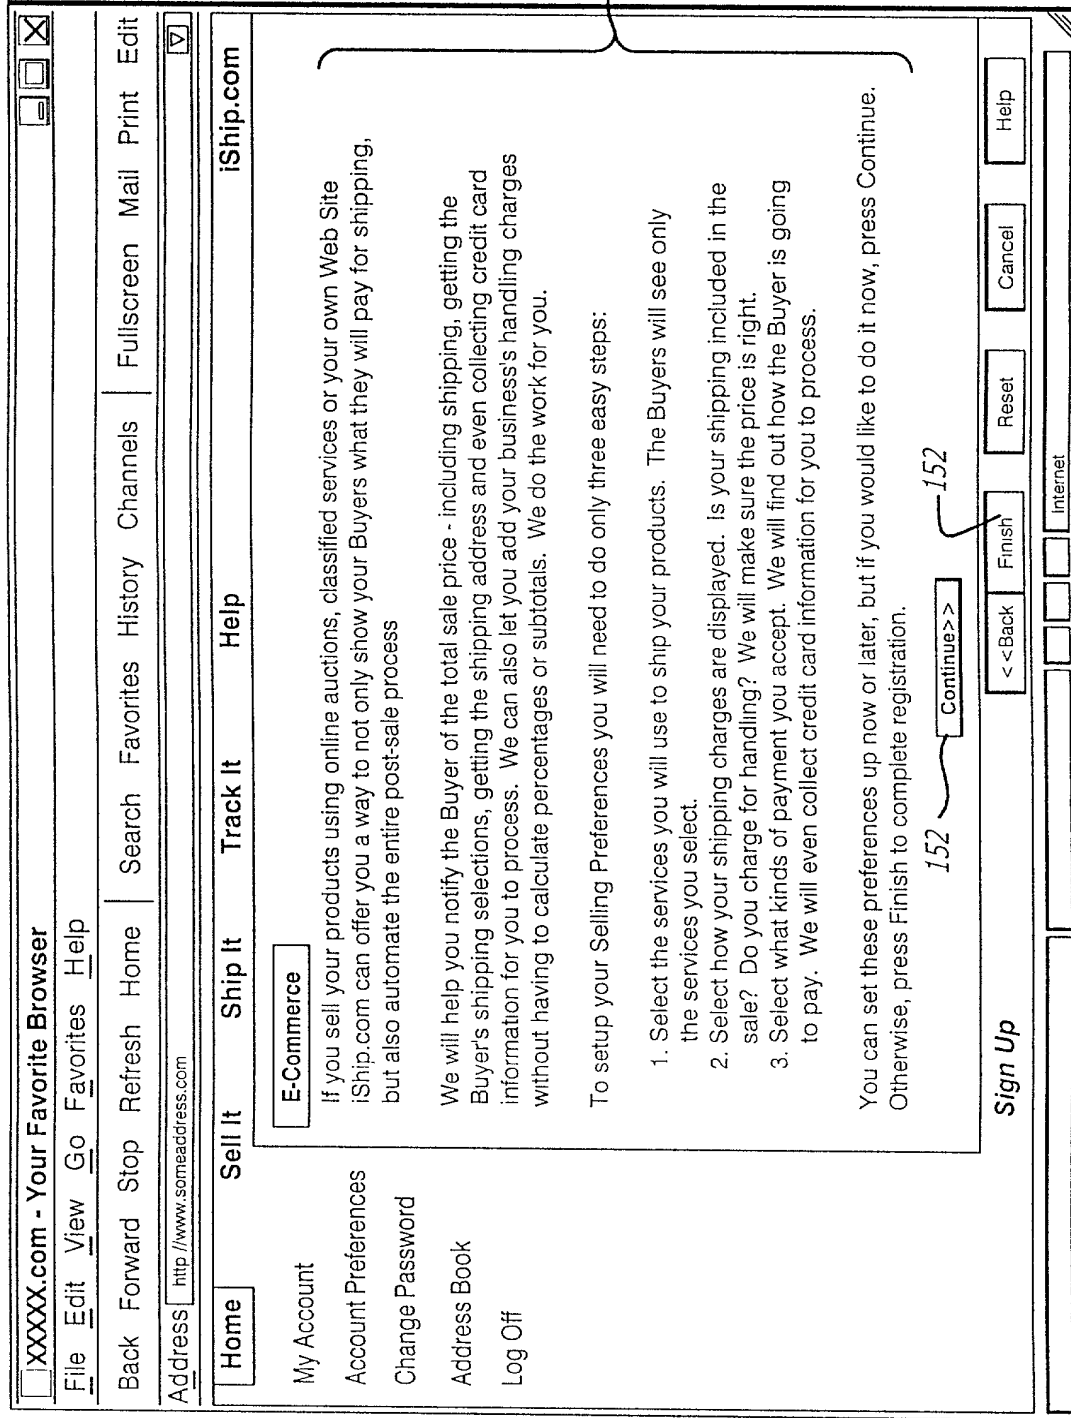 XXXXX.com - Your Favorite Browser
File Edit View Go Favorites Help
Back Forward Stop Refresh Home Search Favorites History Channels Fullscreen Mail Print Edit
Address http //www.someaddress.com
Home Sell It Ship It Track It Help iShip.com
My Account
Account Preferences
Change Password
Address Book
Log Off
E-Commerce
If you sell your products using online auctions, classified services or your own Web Site
iShip.com can offer you a way to not only show your Buyers what they will pay for shipping,
but also automate the entire post-sale process
We will help you notify the Buyer of the total sale price - including shipping, getting the
Buyer's shipping selections, getting the shipping address and even collecting credit card
information for you to process. We can also let you add your business's handling charges
without having to calculate percentages or subtotals. We do the work for you.
To setup your Selling Preferences you will need to do only three easy steps:
1. Select the services you will use to ship your products. The Buyers will see only
the services you select.
2. Select how your shipping charges are displayed. Is your shipping included in the
sale? Do you charge for handling? We will make sure the price is right.
3. Select what kinds of payment you accept. We will find out how the Buyer is going
to pay. We will even collect credit card information for you to process.
You can set these preferences up now or later, but if you would like to do it now, press Continue.
Otherwise, press Finish to complete registration.
152 Continue>> 152
Sign Up <<Back Finish Reset Cancel Help
Internet